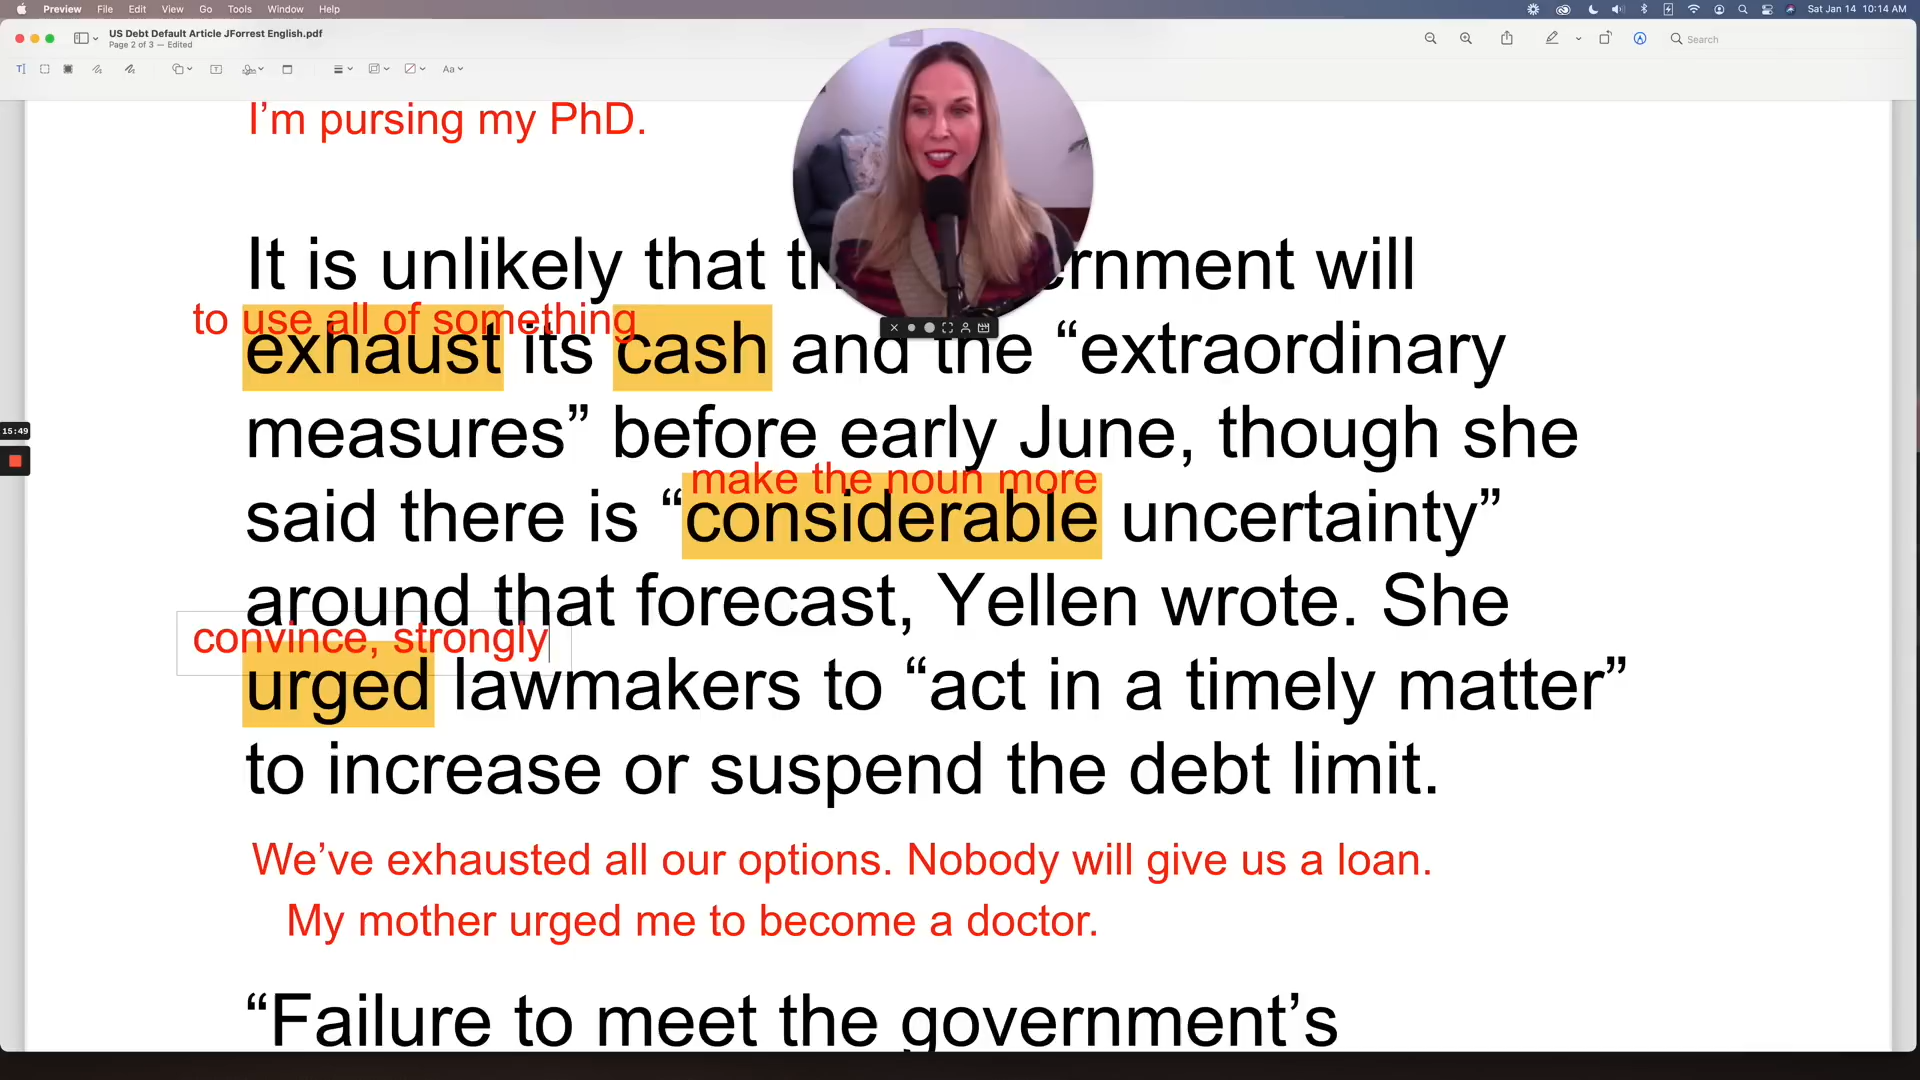 Preview File Edit View Go Tools Window Help
Sat Jan 14 10:14 AM
US Debt Default Article JForrest English.pdf
Page 2 of 3 — Edited
Search
Aa
I'm pursing my PhD.
It is unlikely that ernment will
to use all of something
exhaust its cash and the “extraordinary
measures” before early June, though she
make the noun more
said there is “considerable uncertainty”
around that forecast, Yellen wrote. She
convince, strongly
urged lawmakers to “act in a timely matter”
to increase or suspend the debt limit.
We’ve exhausted all our options. Nobody will give us a loan.
My mother urged me to become a doctor.
“Failure to meet the government’s
15:49